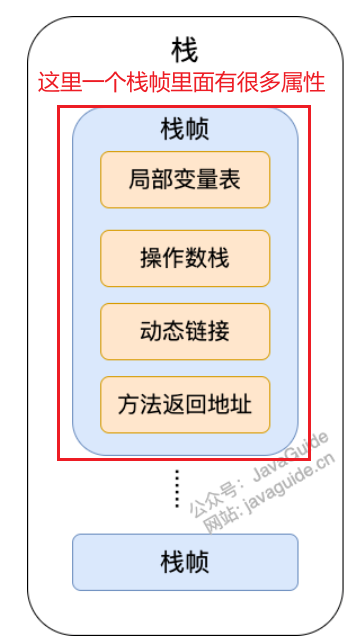 栈
这里一个栈帧里面有很多属性
栈帧
局部变量表
操作数栈
动态链接
方法返回地址
······
公众号：JavaGuide
网站: javaguide.cn
栈帧